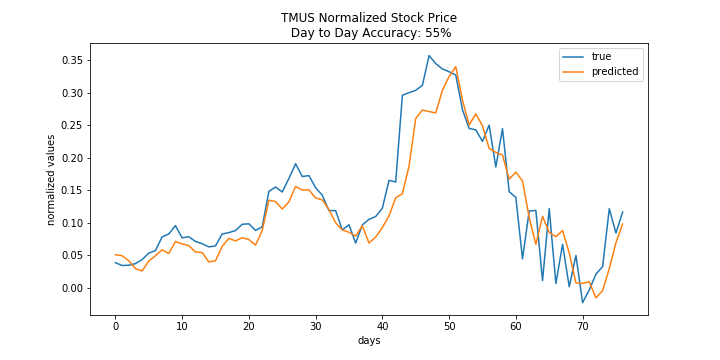 TMUS Normalized Stock Price
Day to Day Accuracy: 55%
true
predicted
normalized values
0.35
0.30
0.25
0.20
0.15
0.10
0.05
0.00
0 10 20 30 40 50 60 70
days